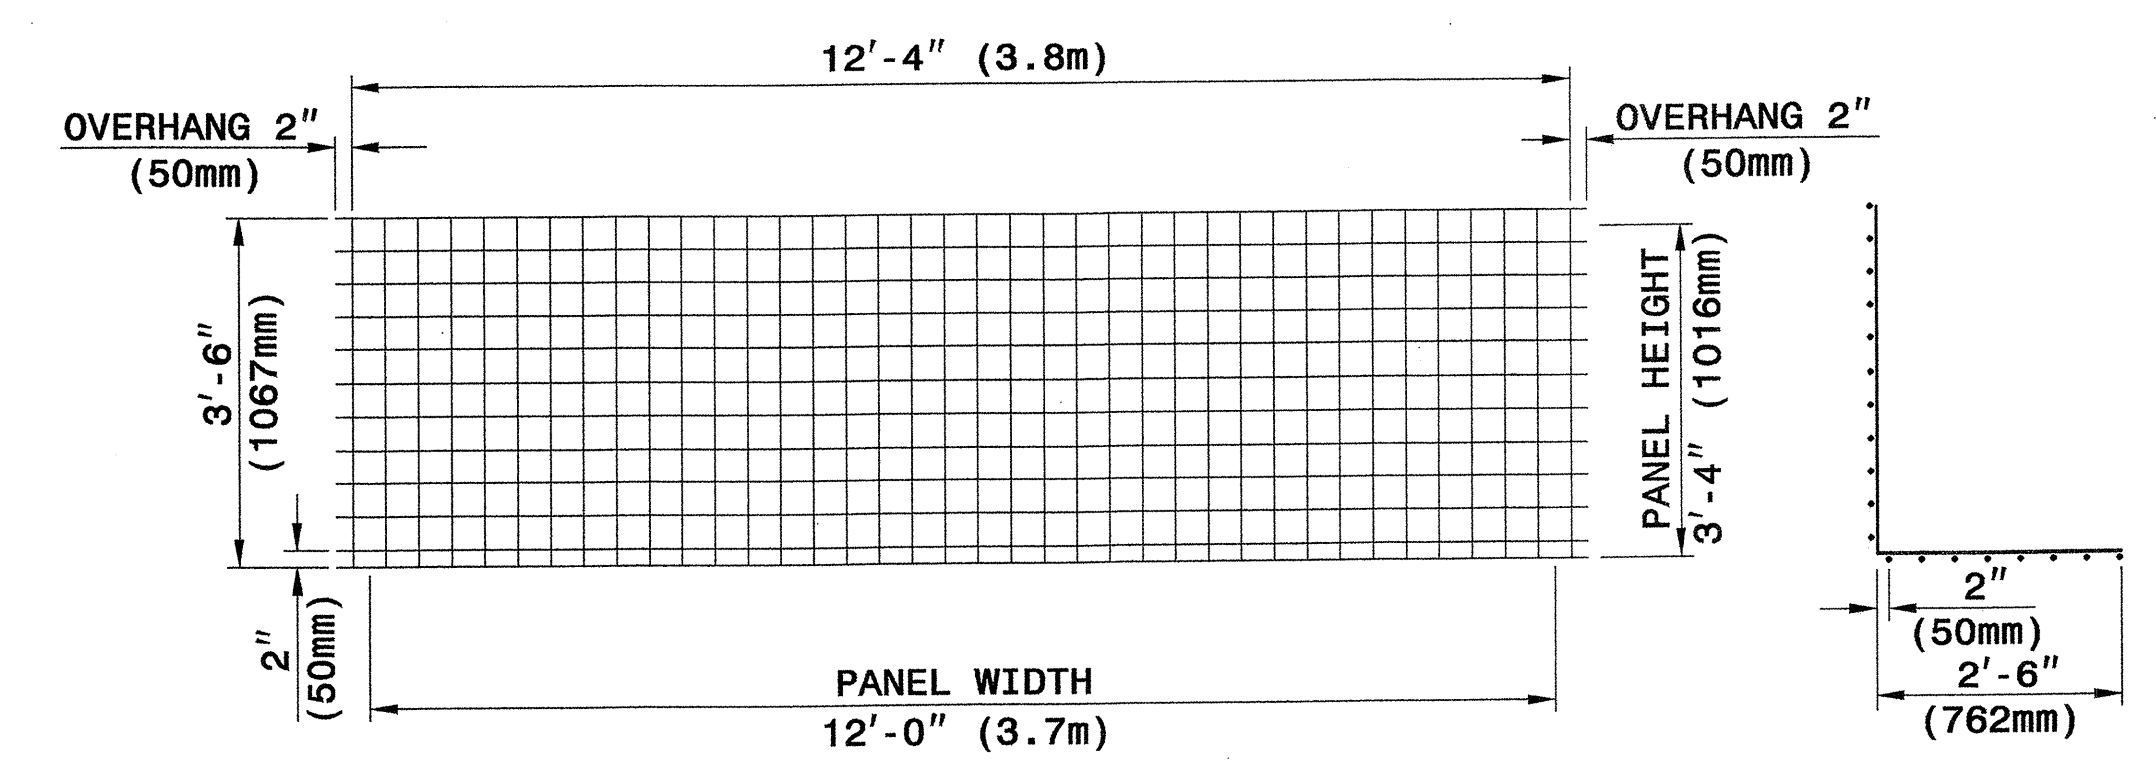 12'-4" (3.8m)
OVERHANG 2"
(50mm)
OVERHANG 2"
(50mm)
3'-6"
(1067mm)
PANEL HEIGHT
3'-4" (1016mm)
2"
(50mm)
2"
(50mm)
2'-6"
(762mm)
PANEL WIDTH
12'-0" (3.7m)